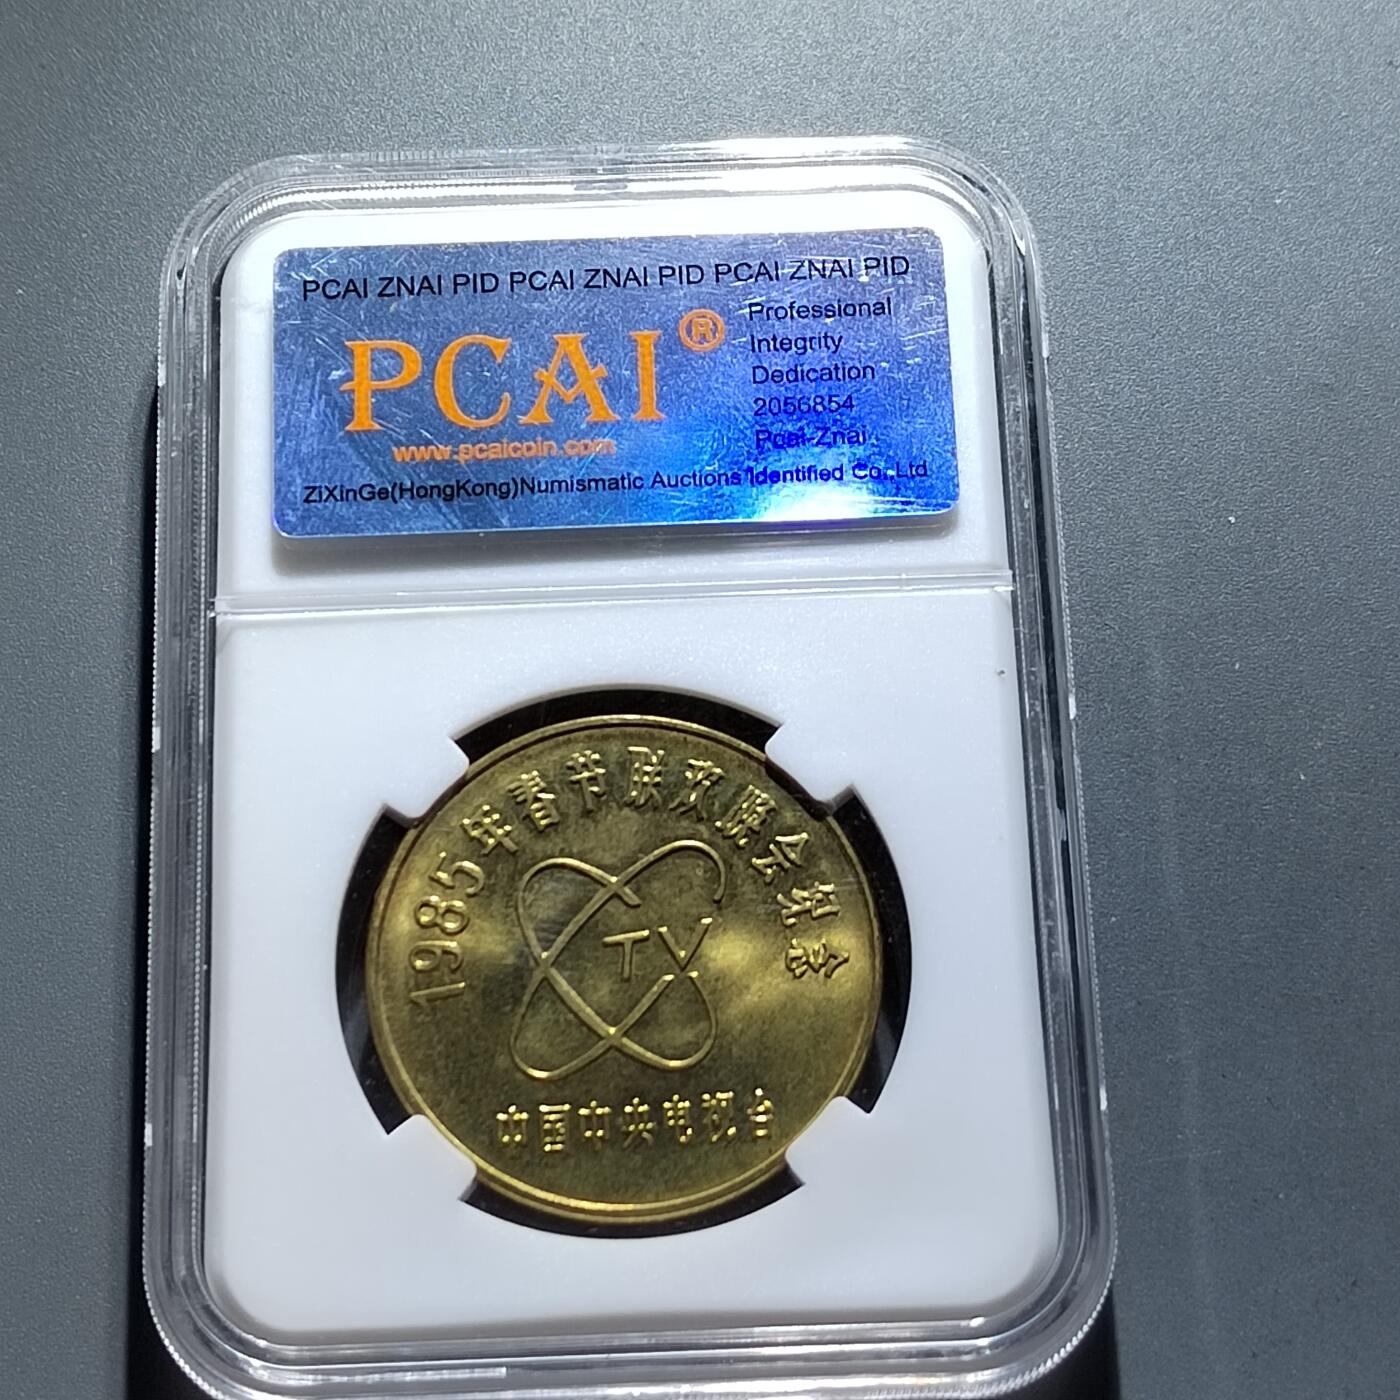 PCAI ZNAI PID PCAI ZNAI PID PCAI ZNAI PID
PCAI®
www.pcaicoin.com
Professional
Integrity
Dedication
2056854
Pcai-Znai
ZiXinGe(HongKong)Numismatic Auctions Identified Co.,Ltd
1985年春节联欢晚会纪念
TV
中国中央电视台